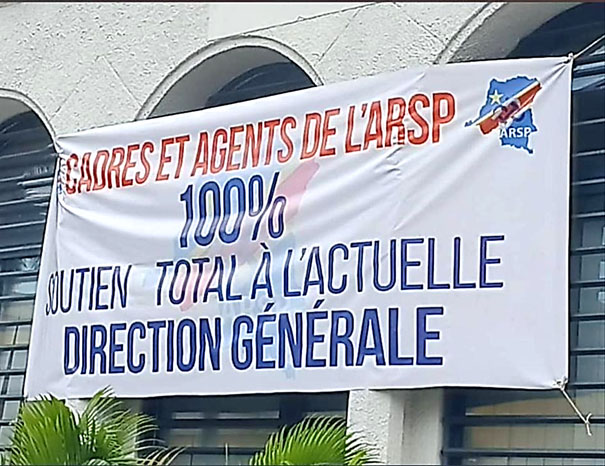 CADRES ET AGENTS DE L'ARSP
ARSP
100%
SOUTIEN TOTAL À L'ACTUELLE
DIRECTION GÉNÉRALE